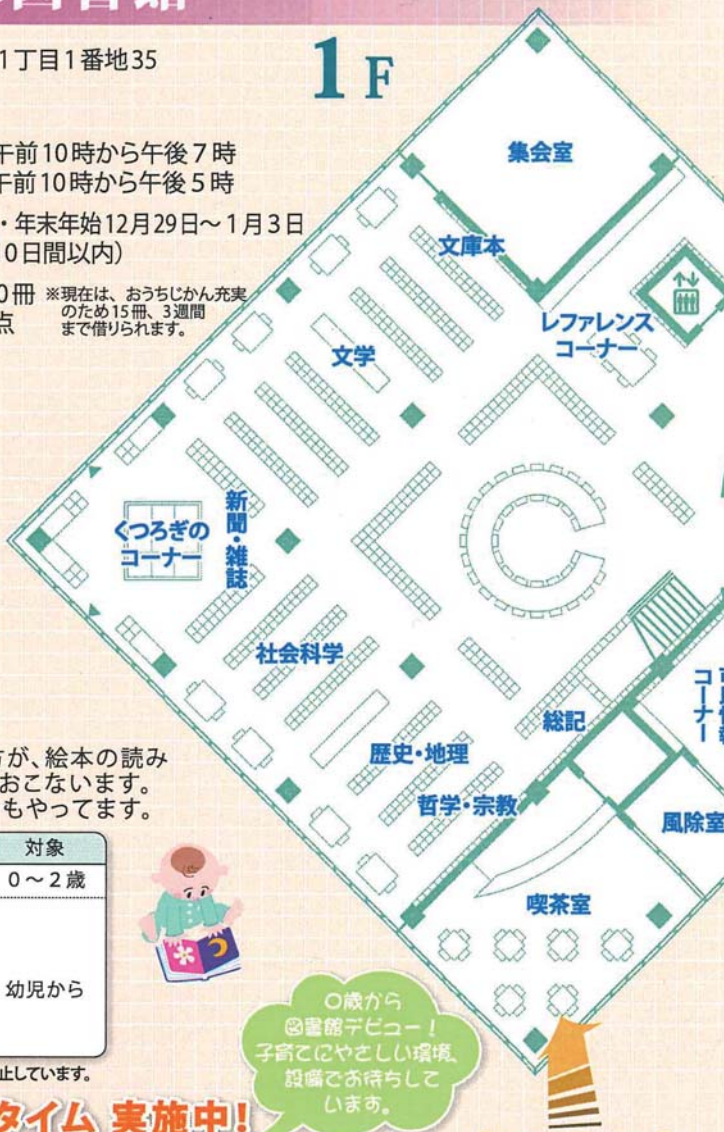 図書館
1丁目1番地35
午前10時から午後7時
午前10時から午後5時
・年末年始12月29日～1月3日
0日間以内）
0冊 ※現在は、おうちじかん充実
のため15冊、3週間
まで借りられます。
点
1F
集会室
文庫本
レファレンス
コーナー
文学
くつろぎの
コーナー
新聞・雑誌
社会科学
総記
歴史・地理
哲学・宗教
コーナー
風除室
喫茶室
方が、絵本の読み
おこないます。
もやってます。
対象
0～2歳
幼児から
止しています。
0歳から
図書館デビュー！
子育てにやさしい環境、
設備でお待ちして
います。
タイム 実施中！